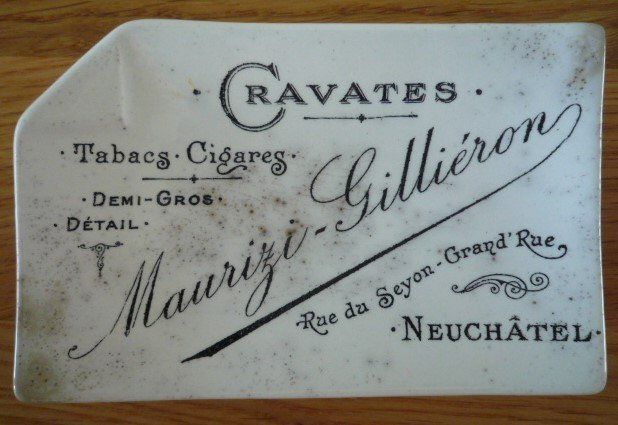 · CRAVATES ·
· Tabacs · Cigares ·
· DEMI-GROS ·
· DÉTAIL ·
Maurizi-Gilliéron
· Rue du Seyon - Grand'Rue,
· NEUCHÂTEL ·